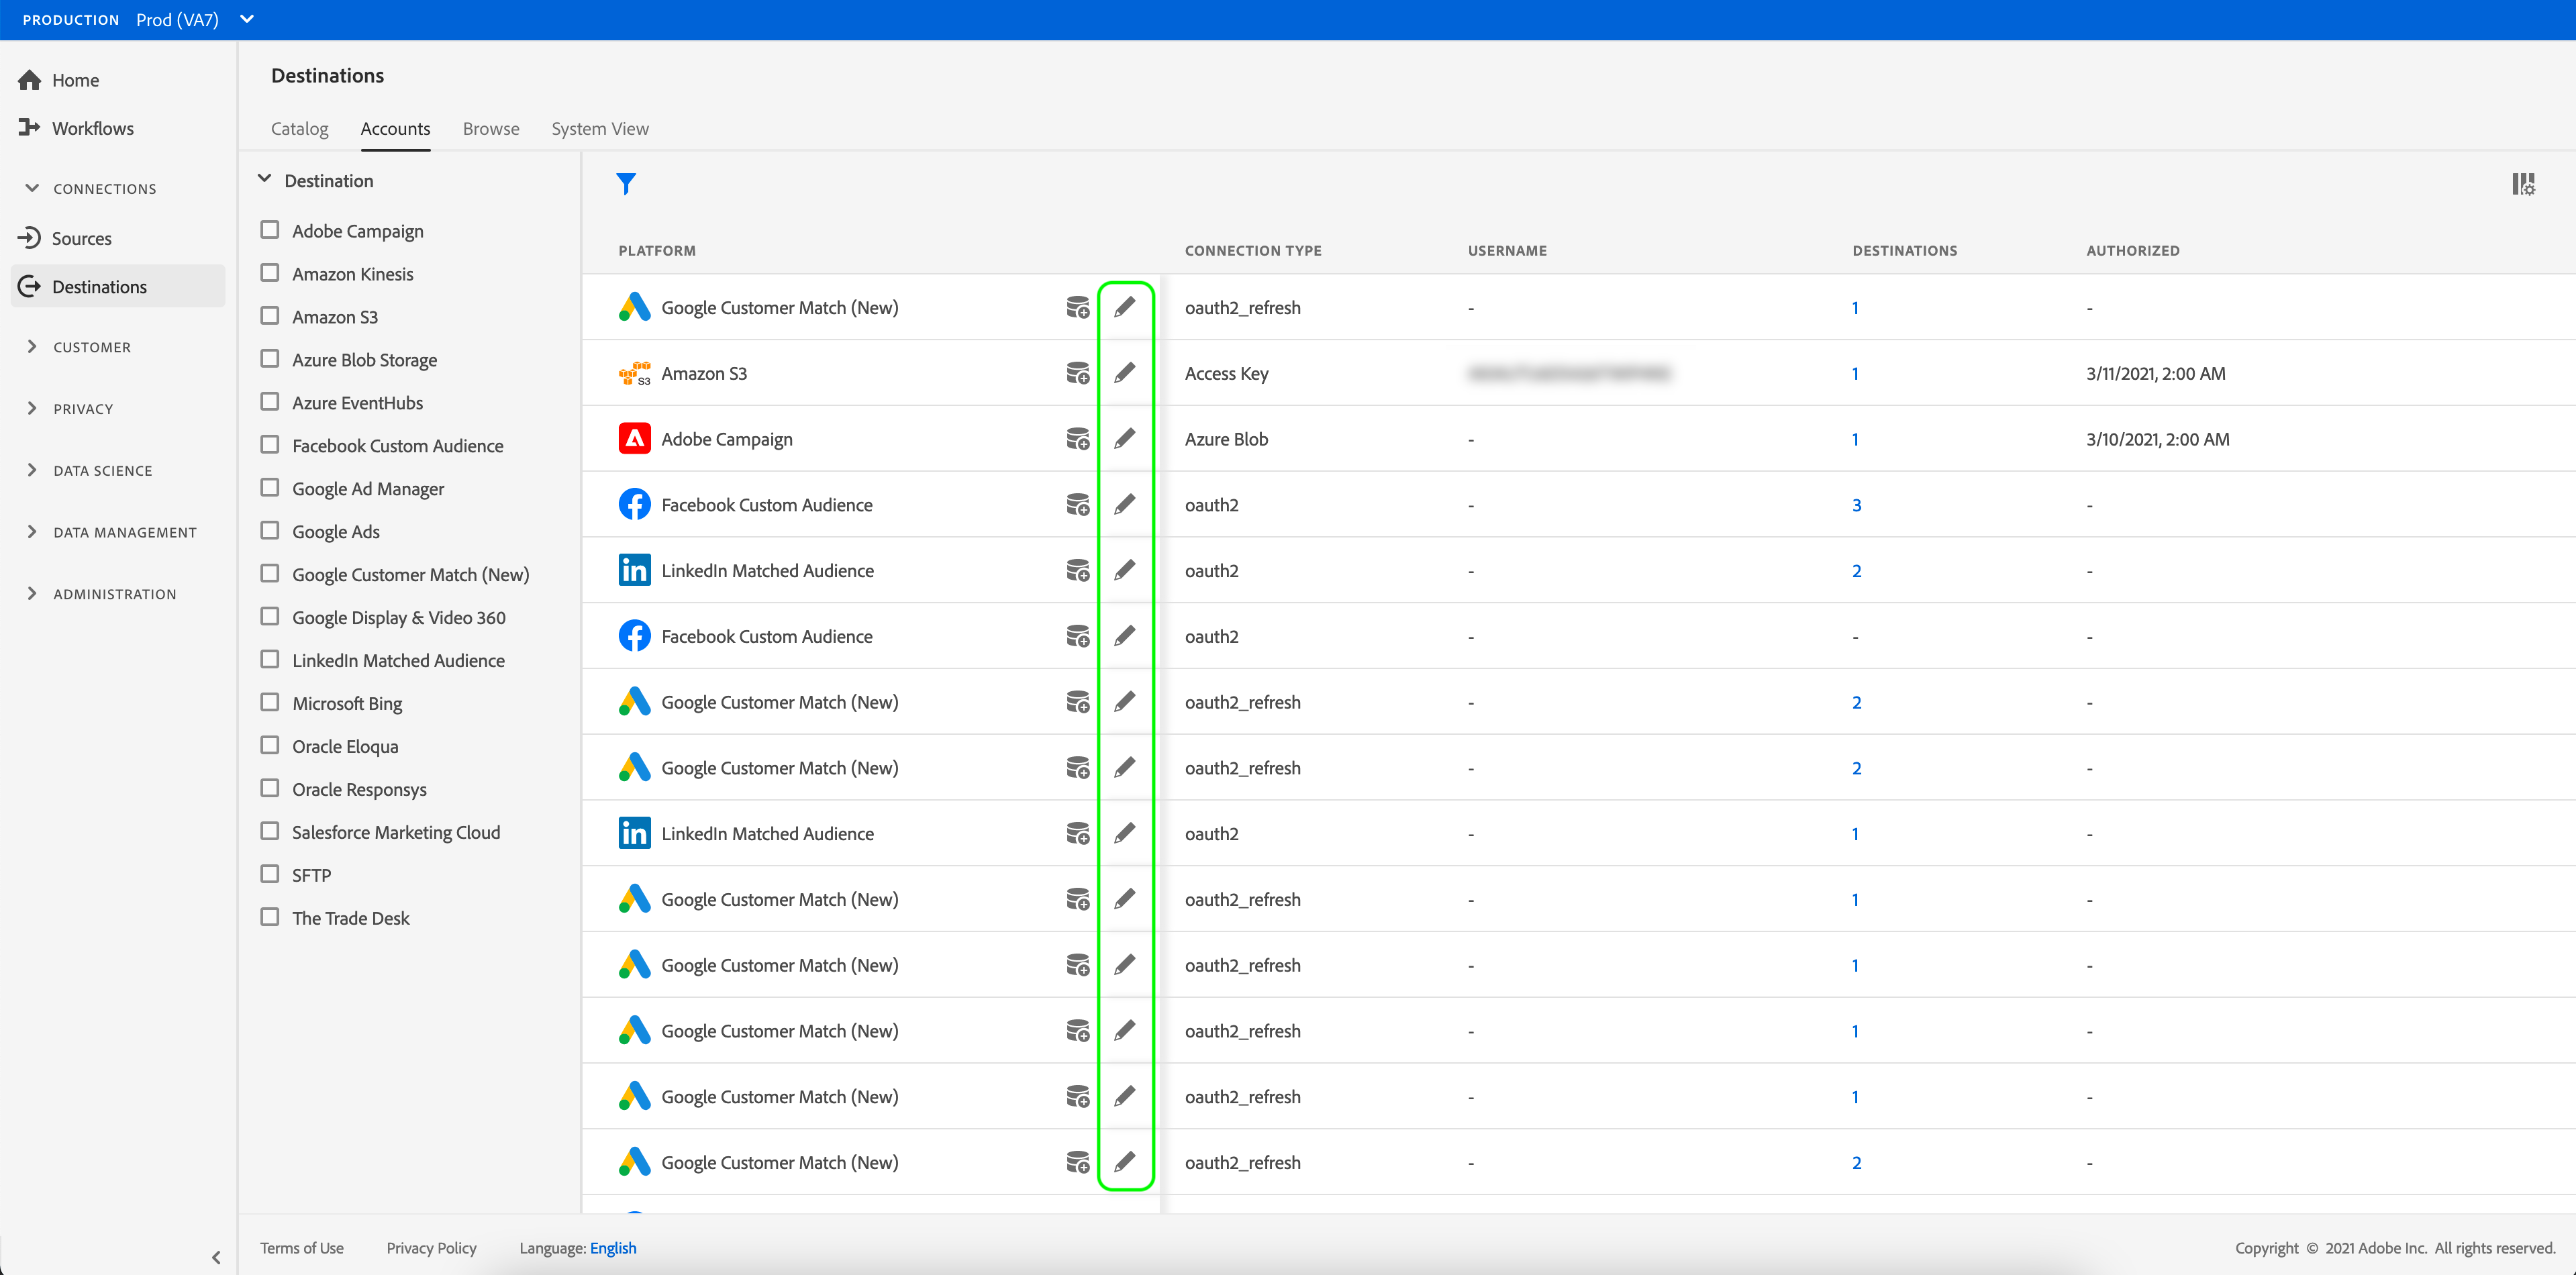 PRODUCTION Prod (VA7)
Home
Workflows
CONNECTIONS
Sources
Destinations
CUSTOMER
PRIVACY
DATA SCIENCE
DATA MANAGEMENT
ADMINISTRATION
Destinations
Catalog Accounts Browse System View
Destination
Adobe Campaign
Amazon Kinesis
Amazon S3
Azure Blob Storage
Azure EventHubs
Facebook Custom Audience
Google Ad Manager
Google Ads
Google Customer Match (New)
Google Display & Video 360
LinkedIn Matched Audience
Microsoft Bing
Oracle Eloqua
Oracle Responsys
Salesforce Marketing Cloud
SFTP
The Trade Desk
PLATFORM CONNECTION TYPE USERNAME DESTINATIONS AUTHORIZED
Google Customer Match (New) oauth2_refresh - 1 -
S3 Amazon S3 Access Key 1 3/11/2021, 2:00 AM
Adobe Campaign Azure Blob - 1 3/10/2021, 2:00 AM
Facebook Custom Audience oauth2 - 3 -
in LinkedIn Matched Audience oauth2 - 2 -
Facebook Custom Audience oauth2 - - -
Google Customer Match (New) oauth2_refresh - 2 -
Google Customer Match (New) oauth2_refresh - 2 -
in LinkedIn Matched Audience oauth2 - 1 -
Google Customer Match (New) oauth2_refresh - 1 -
Google Customer Match (New) oauth2_refresh - 1 -
Google Customer Match (New) oauth2_refresh - 1 -
Google Customer Match (New) oauth2_refresh - 1 -
Google Customer Match (New) oauth2_refresh - 2 -
Terms of Use Privacy Policy Language: English Copyright © 2021 Adobe Inc. All rights reserved.